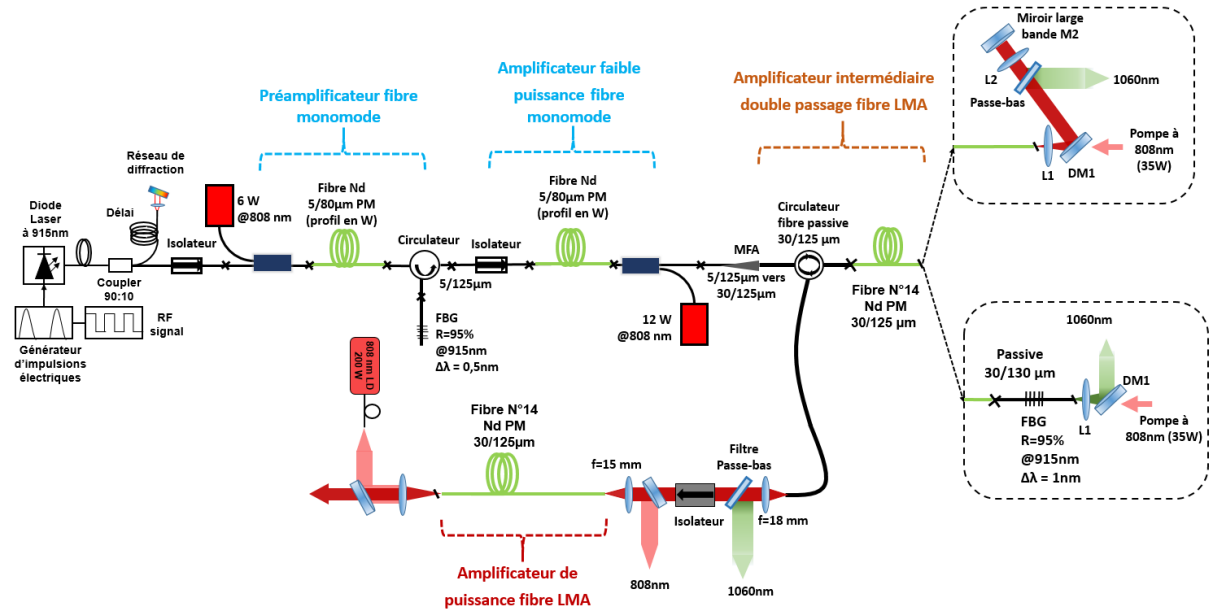 Préamplificateur fibre
monomode
Amplificateur faible
puissance fibre
monomode
Amplificateur intermédiaire
double passage fibre LMA
Miroir large
bande M2
L2
Passe-bas
1060nm
L1
DM1
Pompe à
808nm
(35W)
Réseau de
diffraction
Diode
Laser
à 915nm
Délai
Isolateur
Coupler
90:10
RF
signal
Générateur
d'impulsions
électriques
6 W
@808 nm
Fibre Nd
5/80µm PM
(profil en W)
Circulateur
5/125µm
FBG
R=95%
@915nm
Δλ = 0,5nm
Isolateur
Fibre Nd
5/80µm PM
(profil en W)
12 W
@808 nm
MFA
5/125µm vers
30/125µm
Circulateur
fibre passive
30/125 µm
Fibre N°14
Nd PM
30/125 µm
1060nm
Passive
30/130 µm
FBG
R=95%
@915nm
Δλ = 1nm
L1
DM1
Pompe à
808nm (35W)
808 nm LD
200 W
Fibre N°14
Nd PM
30/125µm
f=15 mm
808nm
Isolateur
Filtre
Passe-bas
f=18 mm
1060nm
Amplificateur de
puissance fibre LMA